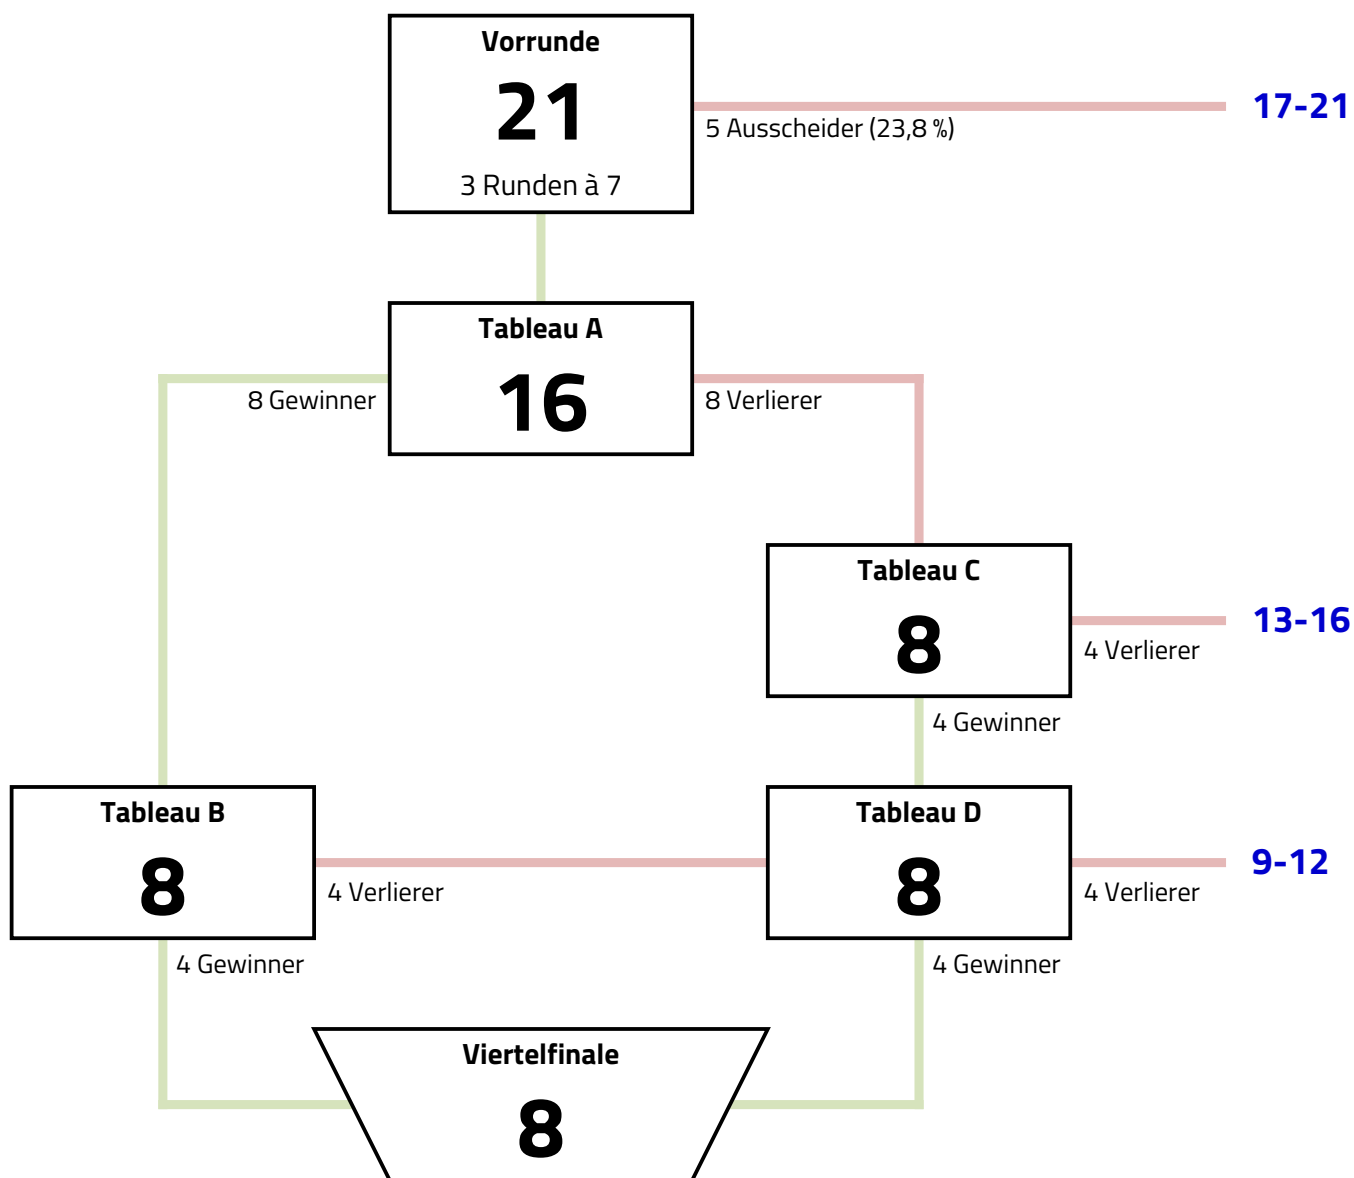 Vorrunde
21
3 Runden à 7
5 Ausscheider (23,8 %)
17-21
Tableau A
16
8 Gewinner
8 Verlierer
Tableau C
8
4 Verlierer
13-16
4 Gewinner
Tableau B
8
4 Verlierer
4 Gewinner
Tableau D
8
4 Verlierer
9-12
4 Gewinner
Viertelfinale
8